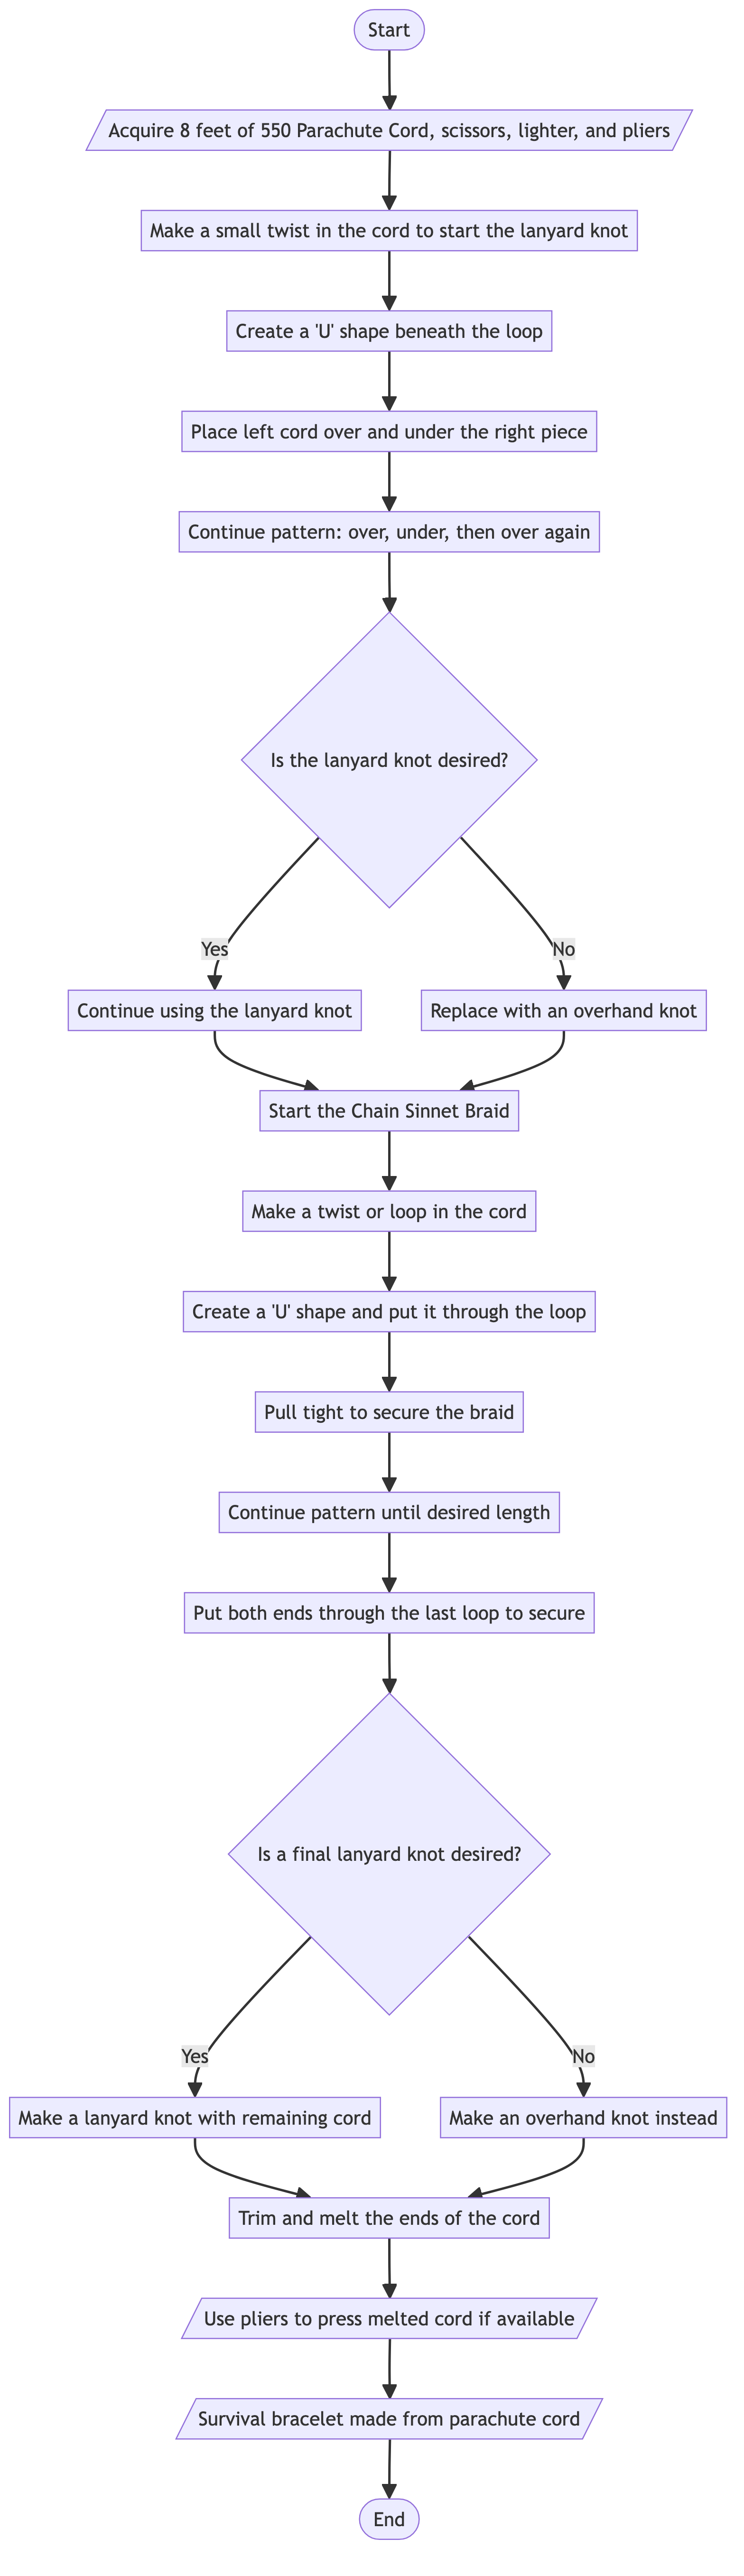 Start
Acquire 8 feet of 550 Parachute Cord, scissors, lighter, and pliers
Make a small twist in the cord to start the lanyard knot
Create a 'U' shape beneath the loop
Place left cord over and under the right piece
Continue pattern: over, under, then over again
Is the lanyard knot desired?
Yes
No
Continue using the lanyard knot
Replace with an overhand knot
Start the Chain Sinnet Braid
Make a twist or loop in the cord
Create a 'U' shape and put it through the loop
Pull tight to secure the braid
Continue pattern until desired length
Put both ends through the last loop to secure
Is a final lanyard knot desired?
Yes
No
Make a lanyard knot with remaining cord
Make an overhand knot instead
Trim and melt the ends of the cord
Use pliers to press melted cord if available
Survival bracelet made from parachute cord
End